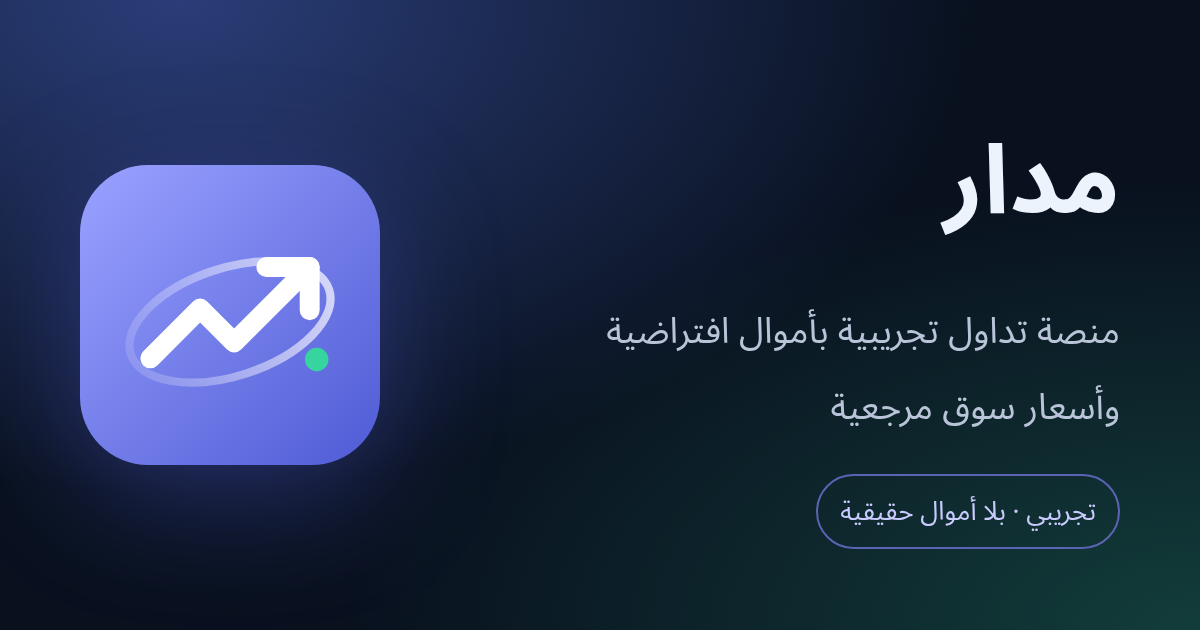 مدار
منصة تداول تجريبية بأموال افتراضية
وأسعار سوق مرجعية
تجريبي · بلا أموال حقيقية